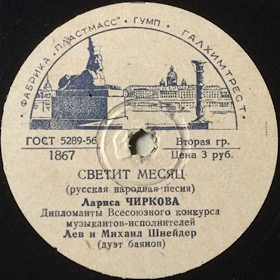 ФАБРИКА „ПЛАСТМАСС" • ГУМП • ГАЛХИМТРЕСТ •
ГОСТ 5289-56
1867
Вторая гр.
Цена 3 руб.
СВЕТИТ МЕСЯЦ
(русская народная песня)
Лариса ЧИРКОВА
Дипломанты Всесоюзного конкурса
музыкантов-исполнителей
Лев и Михаил Шнейдер
(дуэт баянов)